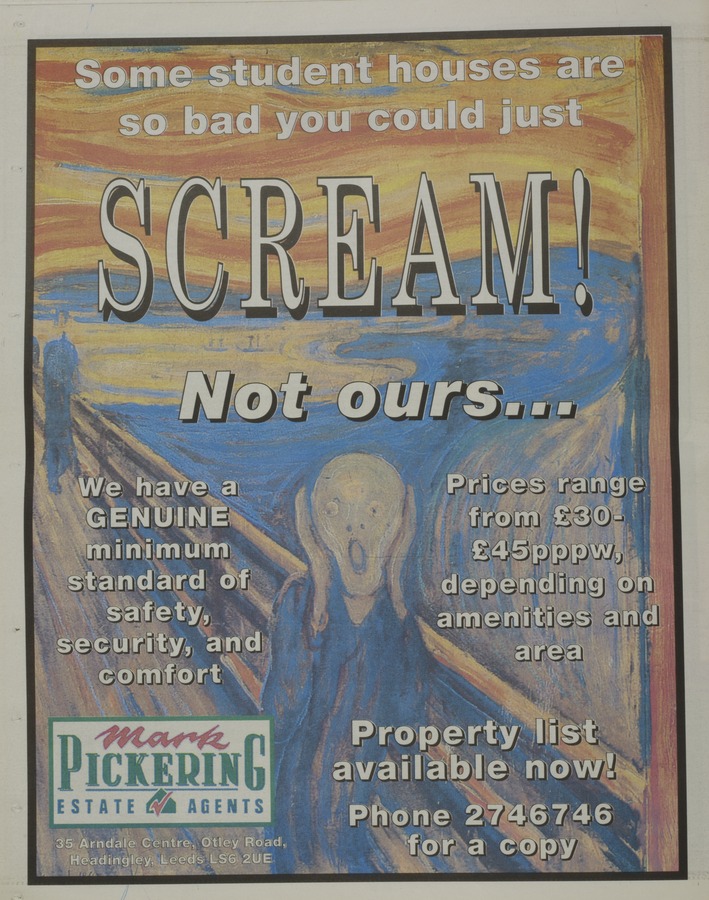 Some student houses are
so bad you could just
SCREAM!
Not ours...
We have a
GENUINE
minimum
standard of
safety,
security, and
comfort
Prices range
from £30-
£45pppw,
depending on
amenities and
area
Mark
PICKERING
ESTATE AGENTS
35 Arndale Centre, Otley Road,
Headingley, Leeds LS6 2UE
Property list
available now!
Phone 2746746
for a copy